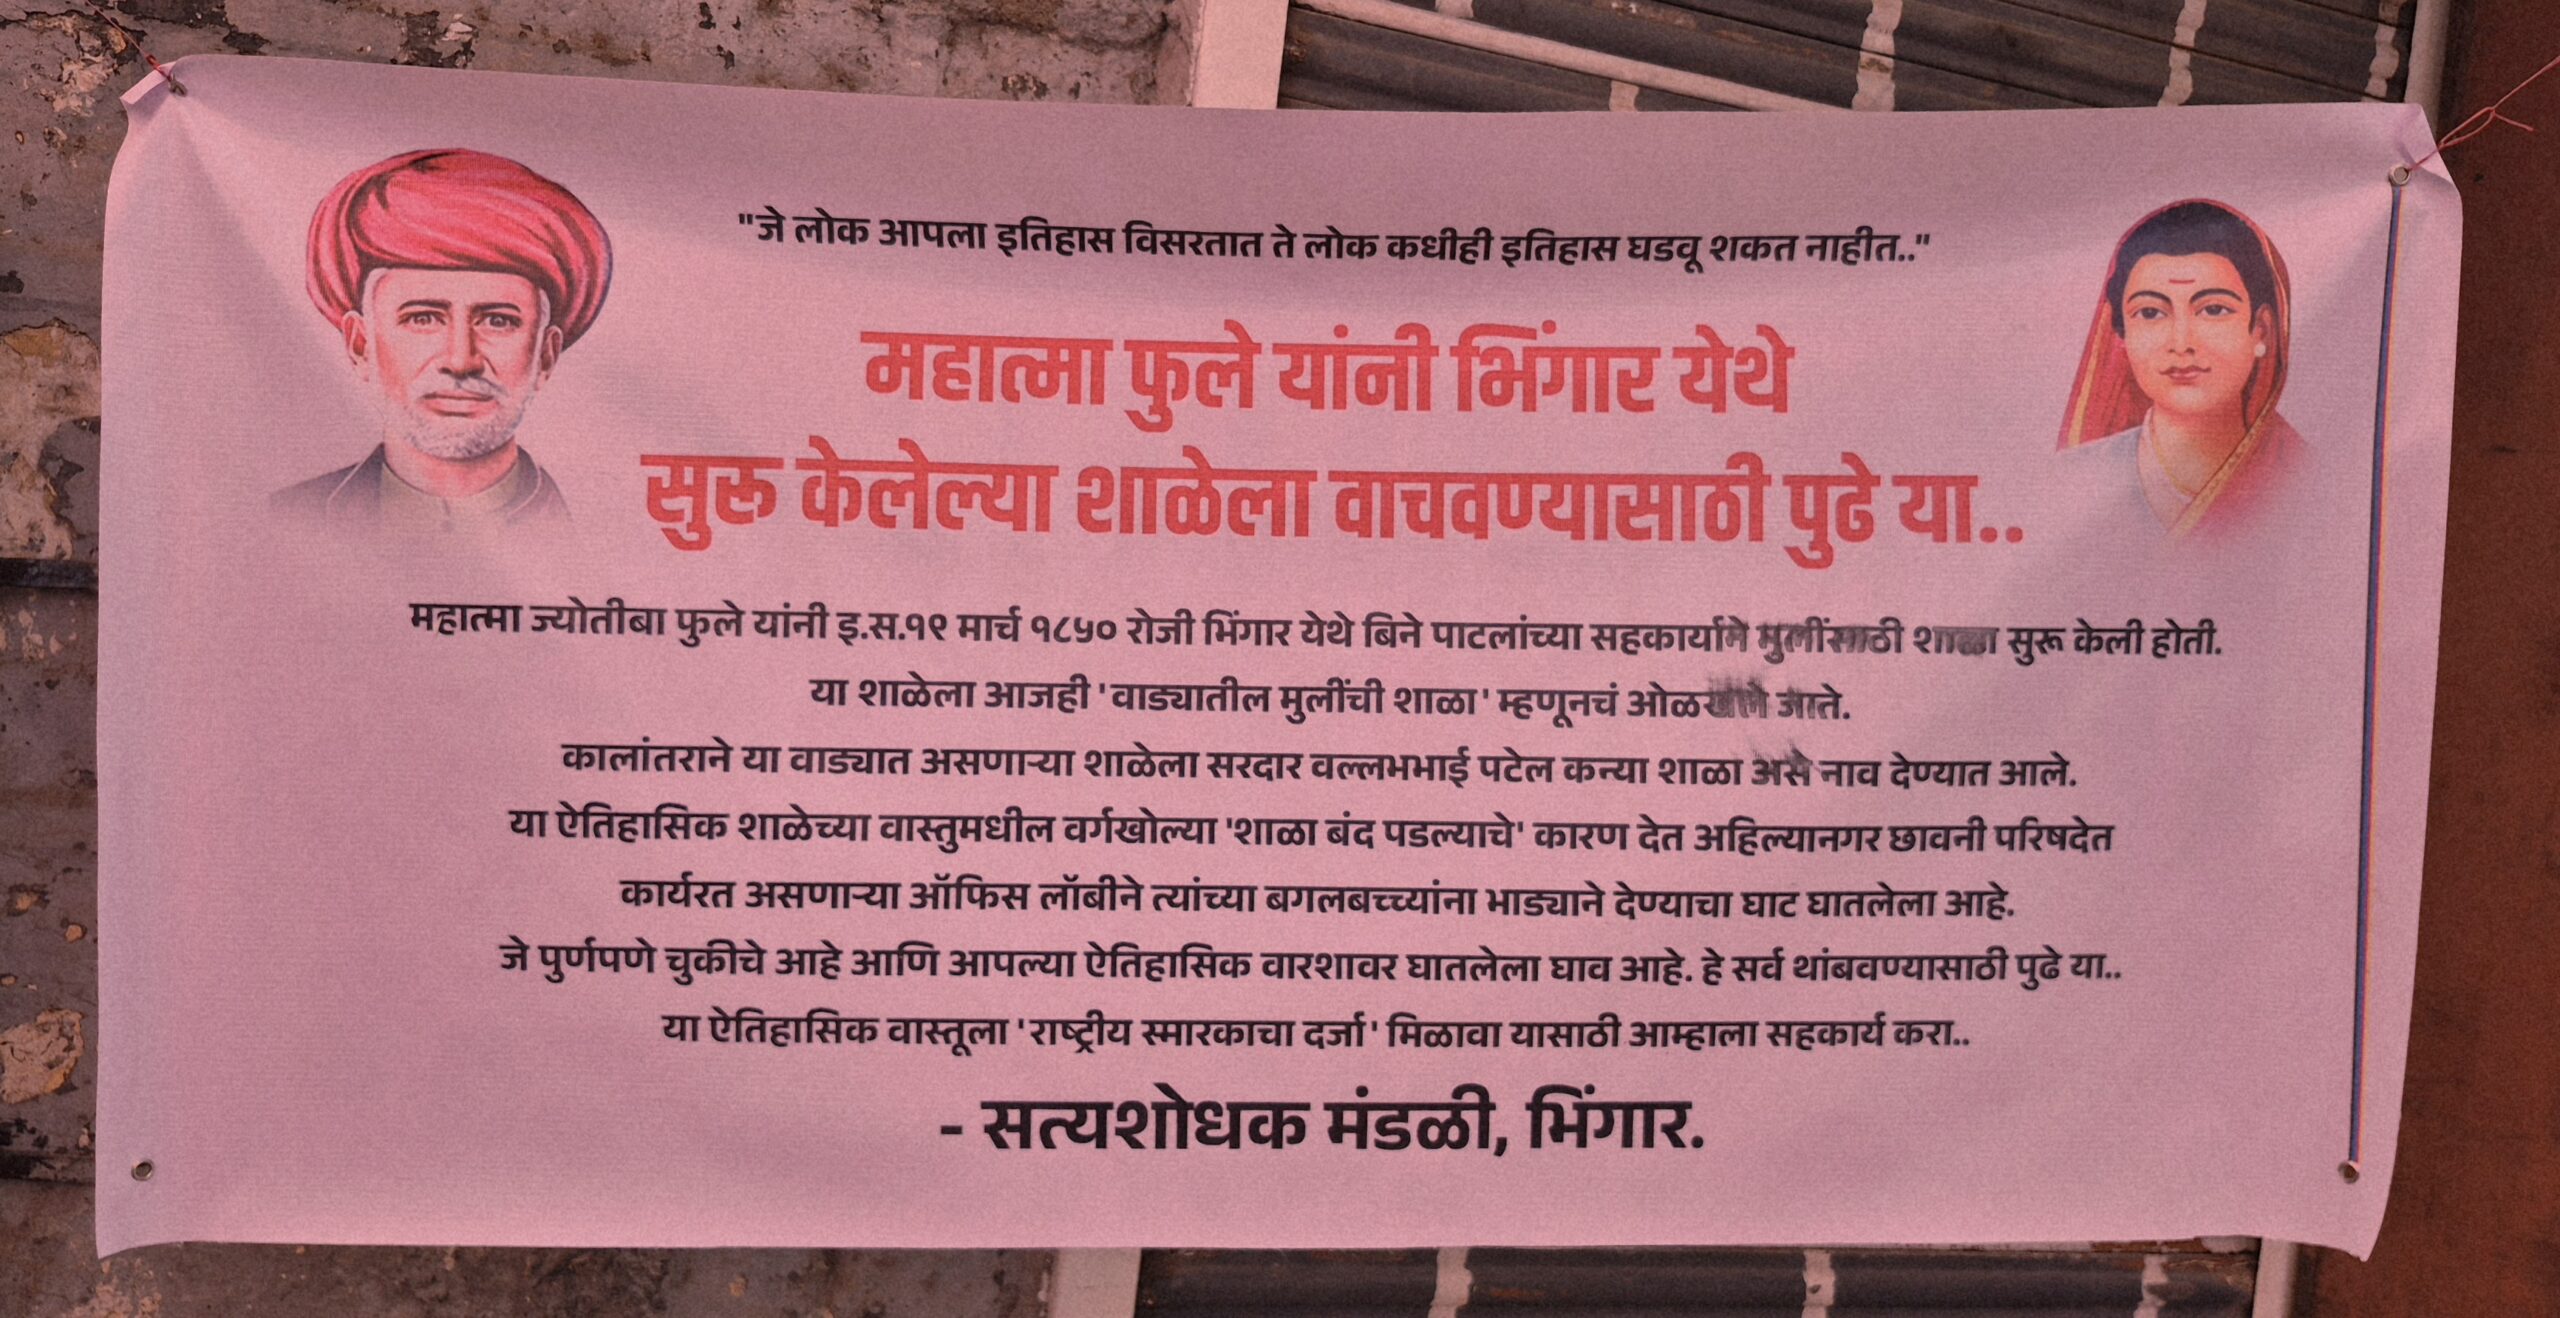 "जे लोक आपला इतिहास विसरतात ते लोक कधीही इतिहास घडवू शकत नाहीत.."
महात्मा फुले यांनी भिंगार येथे
सुरू केलेल्या शाळेला वाचवण्यासाठी पुढे या..
महात्मा ज्योतीबा फुले यांनी इ.स.१९ मार्च १८५० रोजी भिंगार येथे बिने पाटलांच्या सहकार्याने मुलींसाठी शाळा सुरू केली होती.
या शाळेला आजही 'वाड्यातील मुलींची शाळा' म्हणूनचं जाते.
कालांतराने या वाड्यात असणाऱ्या शाळेला सरदार वल्लभभाई पटेल कन्या शाळा असे नाव देण्यात आले.
या ऐतिहासिक शाळेच्या वास्तुमधील वर्गखोल्या 'शाळा बंद पडल्याचे' कारण देत अहिल्यानगर छावनी परिषदेत
कार्यरत असणाऱ्या ऑफिस लॉबीने त्यांच्या बगलबच्च्यांना भाड्याने देण्याचा घाट घातलेला आहे.
जे पुर्णपणे चुकीचे आहे आणि आपल्या ऐतिहासिक वारशावर घातलेला घाव आहे. हे सर्व थांबवण्यासाठी पुढे या..
या ऐतिहासिक वास्तूला 'राष्ट्रीय स्मारकाचा दर्जा' मिळावा यासाठी आम्हाला सहकार्य करा..
- सत्यशोधक मंडळी, भिंगार.